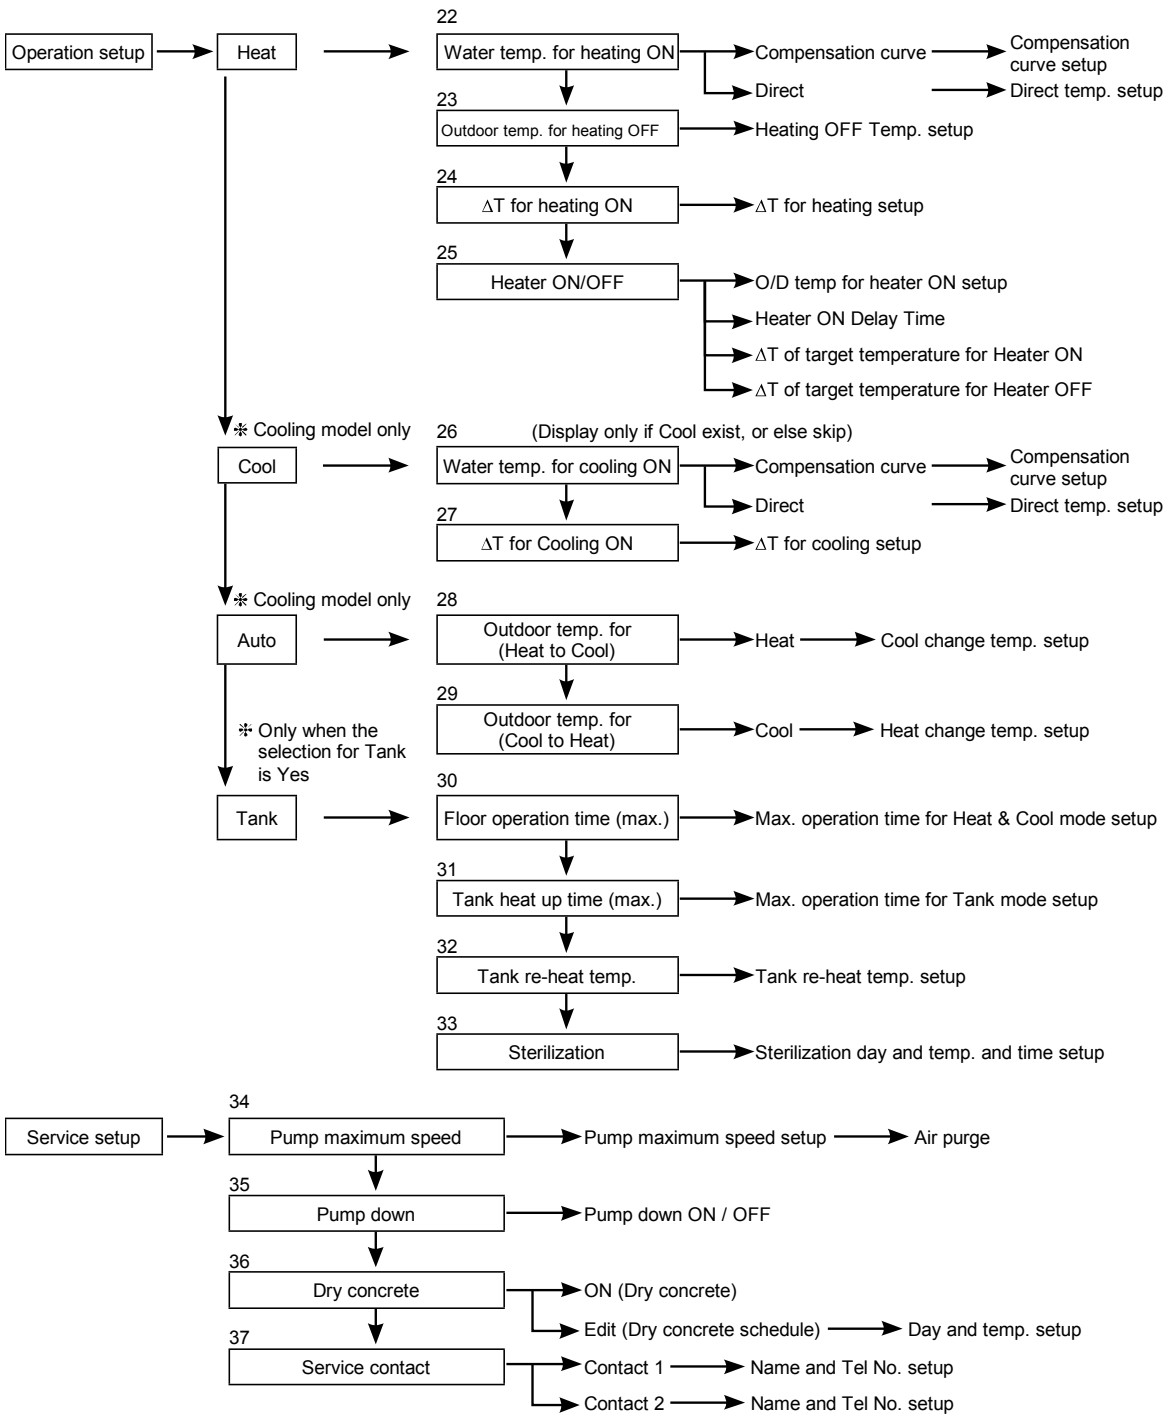 22
Operation setup
Heat
Water temp. for heating ON
Compensation curve
Compensation
curve setup
Direct
Direct temp. setup
23
Outdoor temp. for heating OFF
Heating OFF Temp. setup
24
ΔT for heating ON
ΔT for heating setup
25
Heater ON/OFF
O/D temp for heater ON setup
Heater ON Delay Time
ΔT of target temperature for Heater ON
ΔT of target temperature for Heater OFF
❈ Cooling model only
26
(Display only if Cool exist, or else skip)
Cool
Water temp. for cooling ON
Compensation curve
Compensation
curve setup
Direct
Direct temp. setup
27
ΔT for Cooling ON
ΔT for cooling setup
❈ Cooling model only
28
Auto
Outdoor temp. for
(Heat to Cool)
Heat
Cool change temp. setup
29
Outdoor temp. for
(Cool to Heat)
Cool
Heat change temp. setup
❈ Only when the
selection for Tank
is Yes
30
Tank
Floor operation time (max.)
Max. operation time for Heat & Cool mode setup
31
Tank heat up time (max.)
Max. operation time for Tank mode setup
32
Tank re-heat temp.
Tank re-heat temp. setup
33
Sterilization
Sterilization day and temp. and time setup
34
Service setup
Pump maximum speed
Pump maximum speed setup
Air purge
35
Pump down
Pump down ON / OFF
36
Dry concrete
ON (Dry concrete)
Edit (Dry concrete schedule)
Day and temp. setup
37
Service contact
Contact 1
Name and Tel No. setup
Contact 2
Name and Tel No. setup